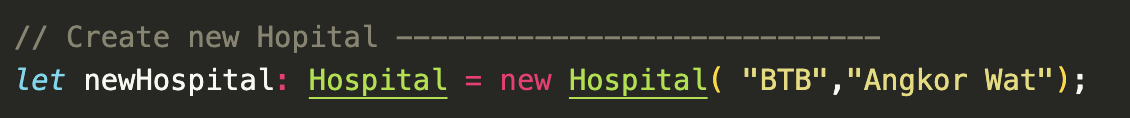 // Create new Hopital ----------------------------
let newHospital: Hospital = new Hospital( "BTB","Angkor Wat");